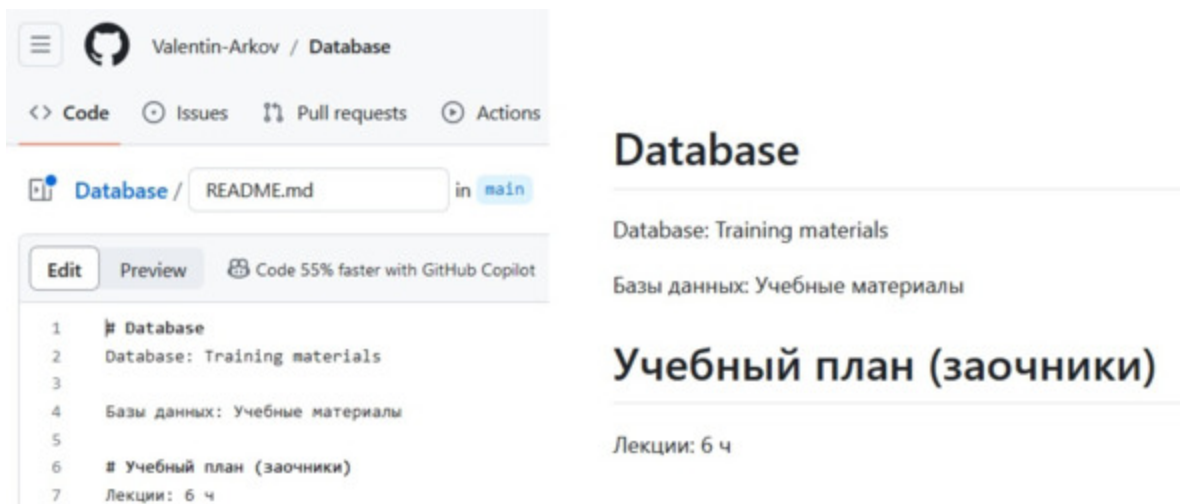 Valentin-Arkov / Database
<> Code Issues Pull requests Actions
Database / README.md in main
Edit Preview Code 55% faster with GitHub Copilot
1 # Database
2 Database: Training materials
3
4 Базы данных: Учебные материалы
5
6 # Учебный план (заочники)
7 Лекции: 6 ч
Database
Database: Training materials
Базы данных: Учебные материалы
Учебный план (заочники)
Лекции: 6 ч